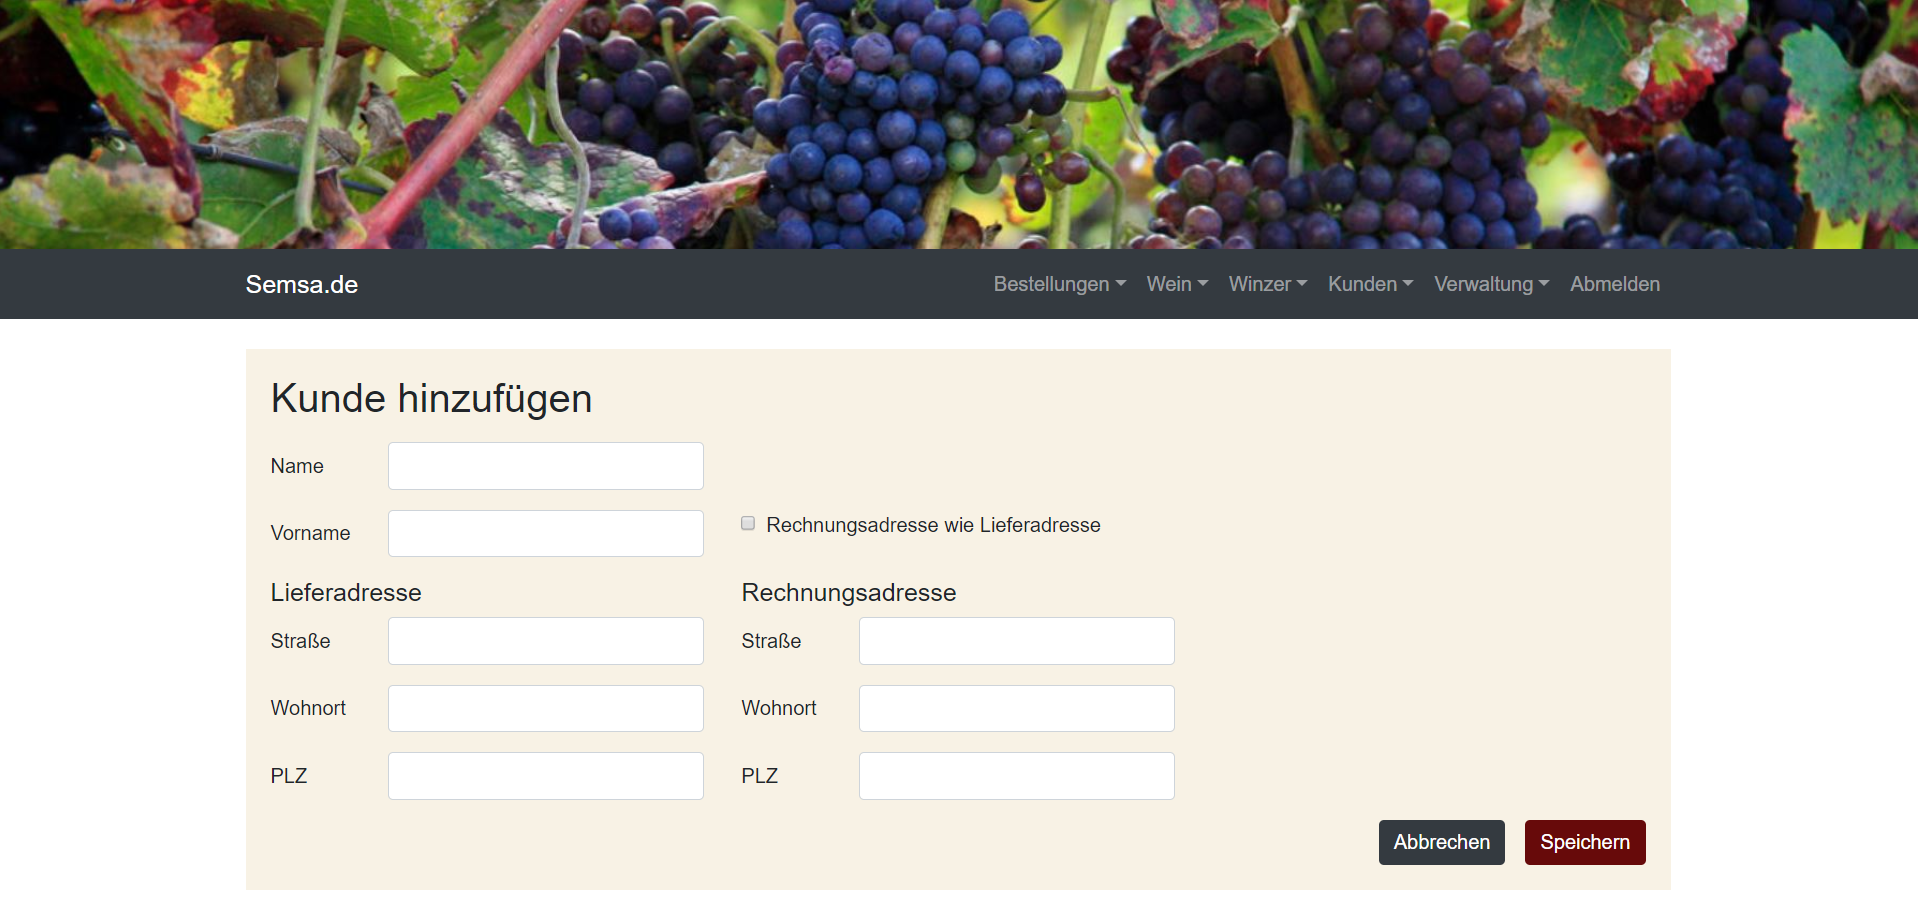 Semsa.de
Bestellungen Wein Winzer Kunden Verwaltung Abmelden
Kunde hinzufügen
Name
Vorname
Rechnungsadresse wie Lieferadresse
Lieferadresse
Rechnungsadresse
Straße
Straße
Wohnort
Wohnort
PLZ
PLZ
Abbrechen
Speichern